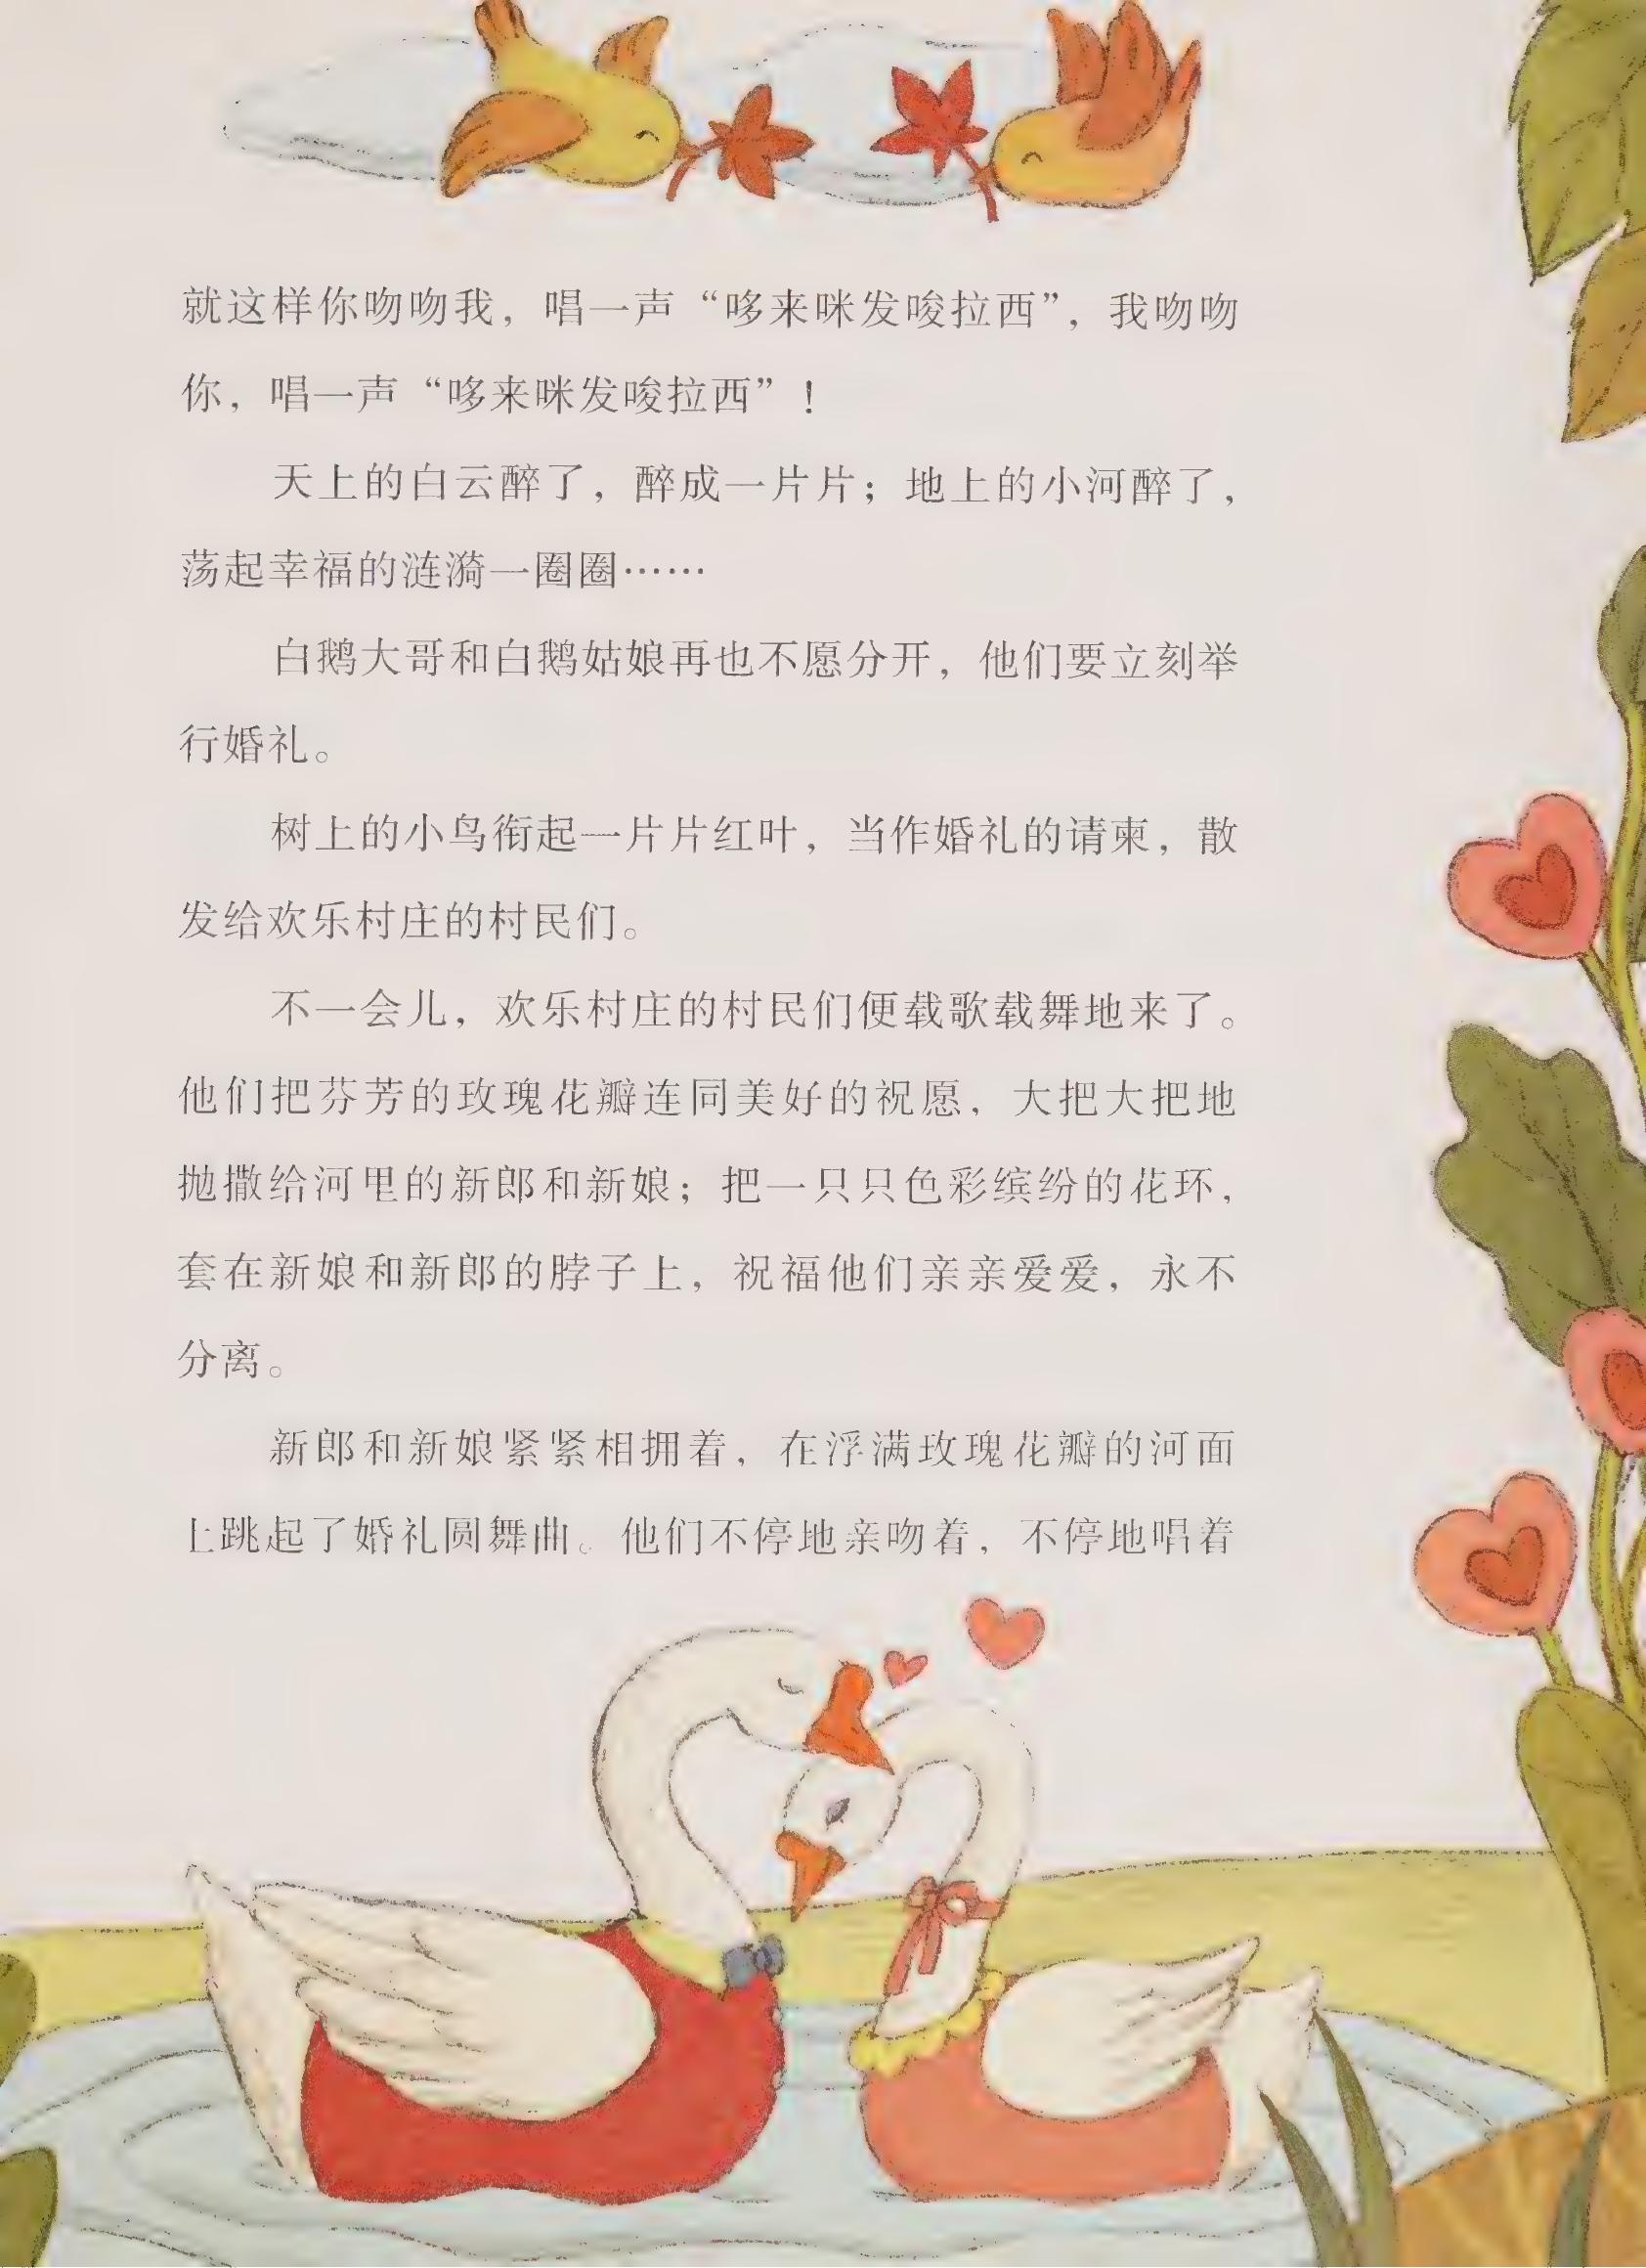 就这样你吻吻我，唱一声“哆来咪发唆拉西”，我吻吻
你，唱一声“哆来咪发唆拉西”！
天上的白云醉了，醉成一片片；地上的小河醉了，
荡起幸福的涟漪一圈圈……
白鹅大哥和白鹅姑娘再也不愿分开，他们要立刻举
行婚礼。
树上的小鸟衔起一片片红叶，当作婚礼的请柬，散
发给欢乐村庄的村民们。
不一会儿，欢乐村庄的村民们便载歌载舞地来了。
他们把芬芳的玫瑰花瓣连同美好的祝愿，大把大把地
抛撒给河里的新郎和新娘；把一只只色彩缤纷的花环，
套在新娘和新郎的脖子上，祝福他们亲亲爱爱，永不
分离。
新郎和新娘紧紧相拥着，在浮满玫瑰花瓣的河面
上跳起了婚礼圆舞曲。他们不停地亲吻着，不停地唱着